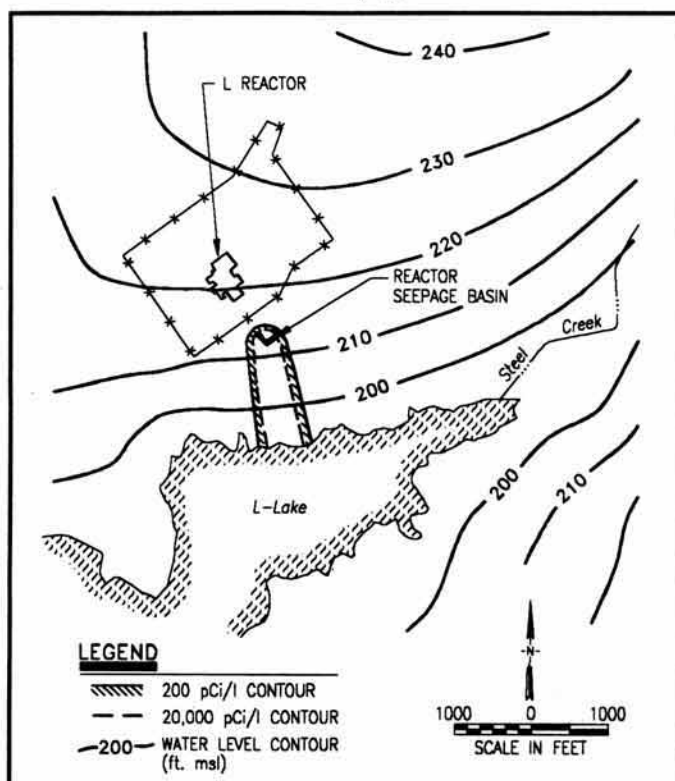 240
L REACTOR
230
220
REACTOR
SEEPAGE BASIN
210
Steel Creek
200
200
210
L-Lake
-N-
LEGEND
200 pCi/l CONTOUR
20,000 pCi/l CONTOUR
200 WATER LEVEL CONTOUR
(ft. msl)
1000 0 1000
SCALE IN FEET